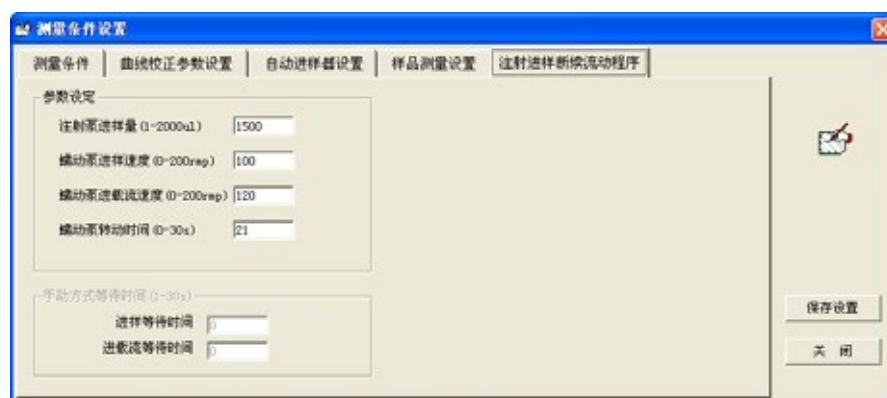 测量条件设置
测量条件 曲线校正参数设置 自动进样器设置 样品测量设置 注射进样断续流动程序
参数设定
注射泵进样量(1-2000ul) 1500
蠕动泵进样速度(0-200rmp) 100
蠕动泵进载流速度(0-200rmp) 120
蠕动泵转动时间(0-30s) 21
手动方式等待时间(1-30s)
进样等待时间 0
进载流等待时间 0
保存设置
关 闭